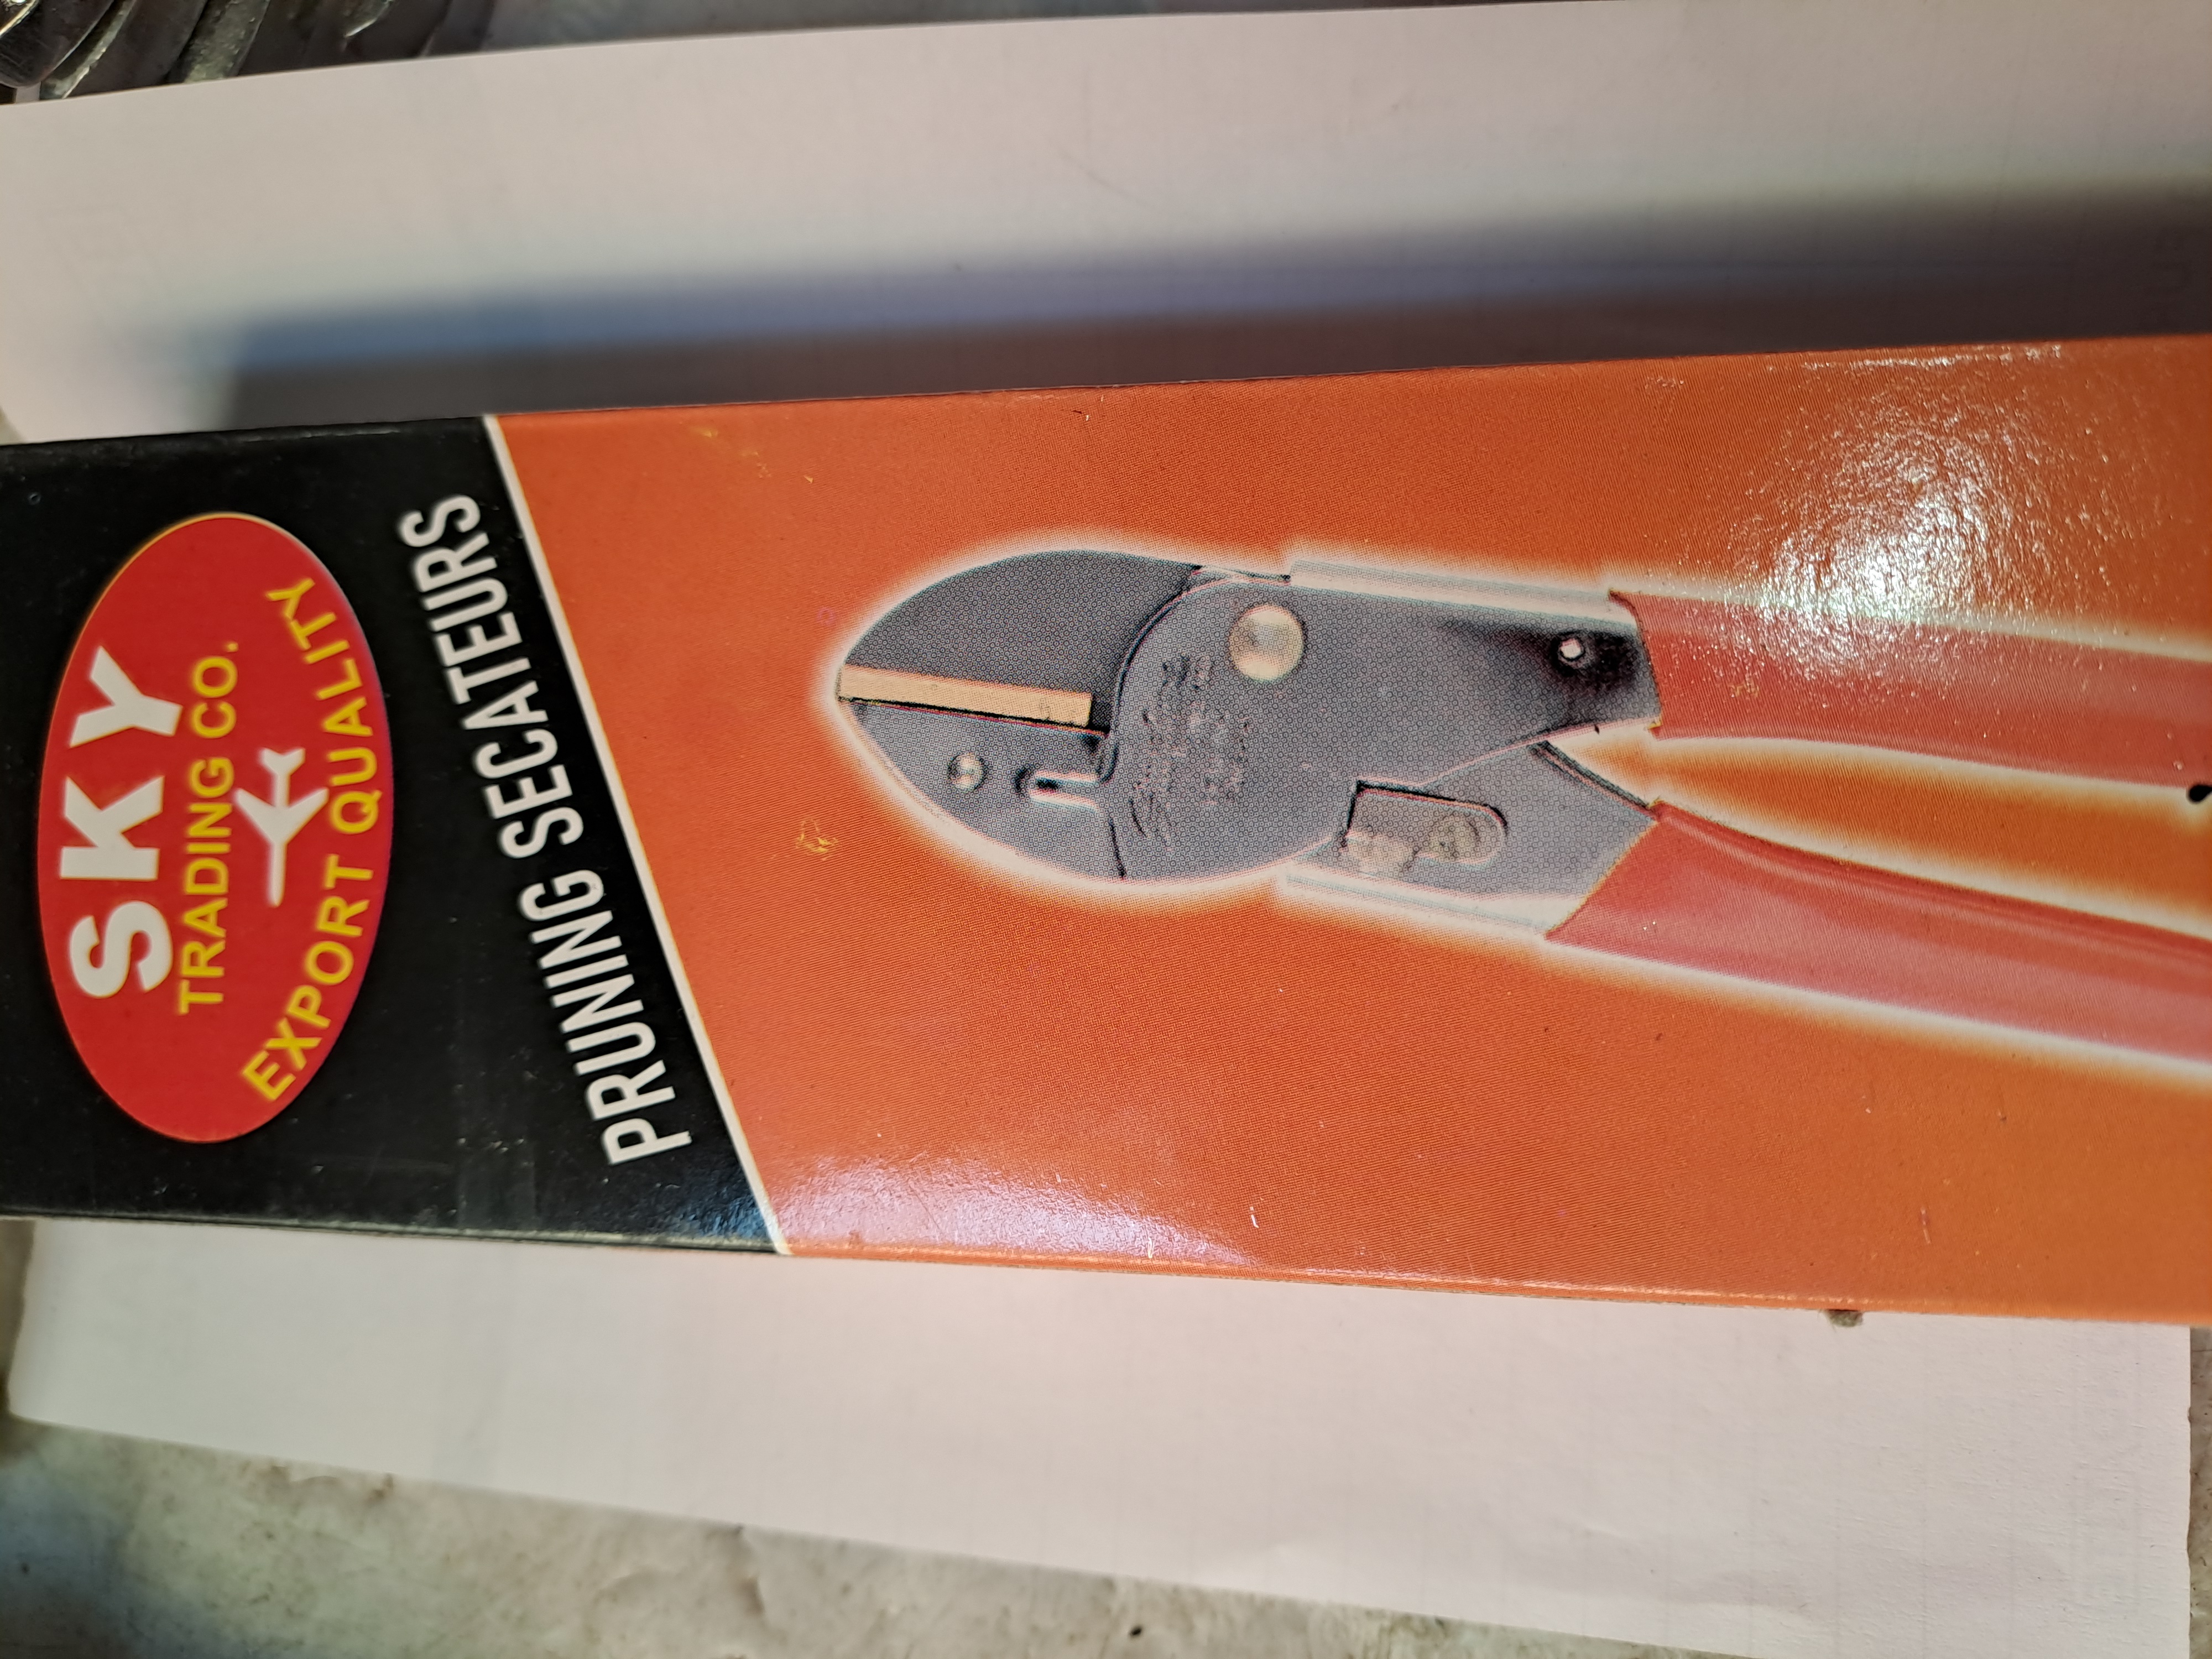 SKY
TRADING CO.
EXPORT QUALITY
PRUNING SECATEURS